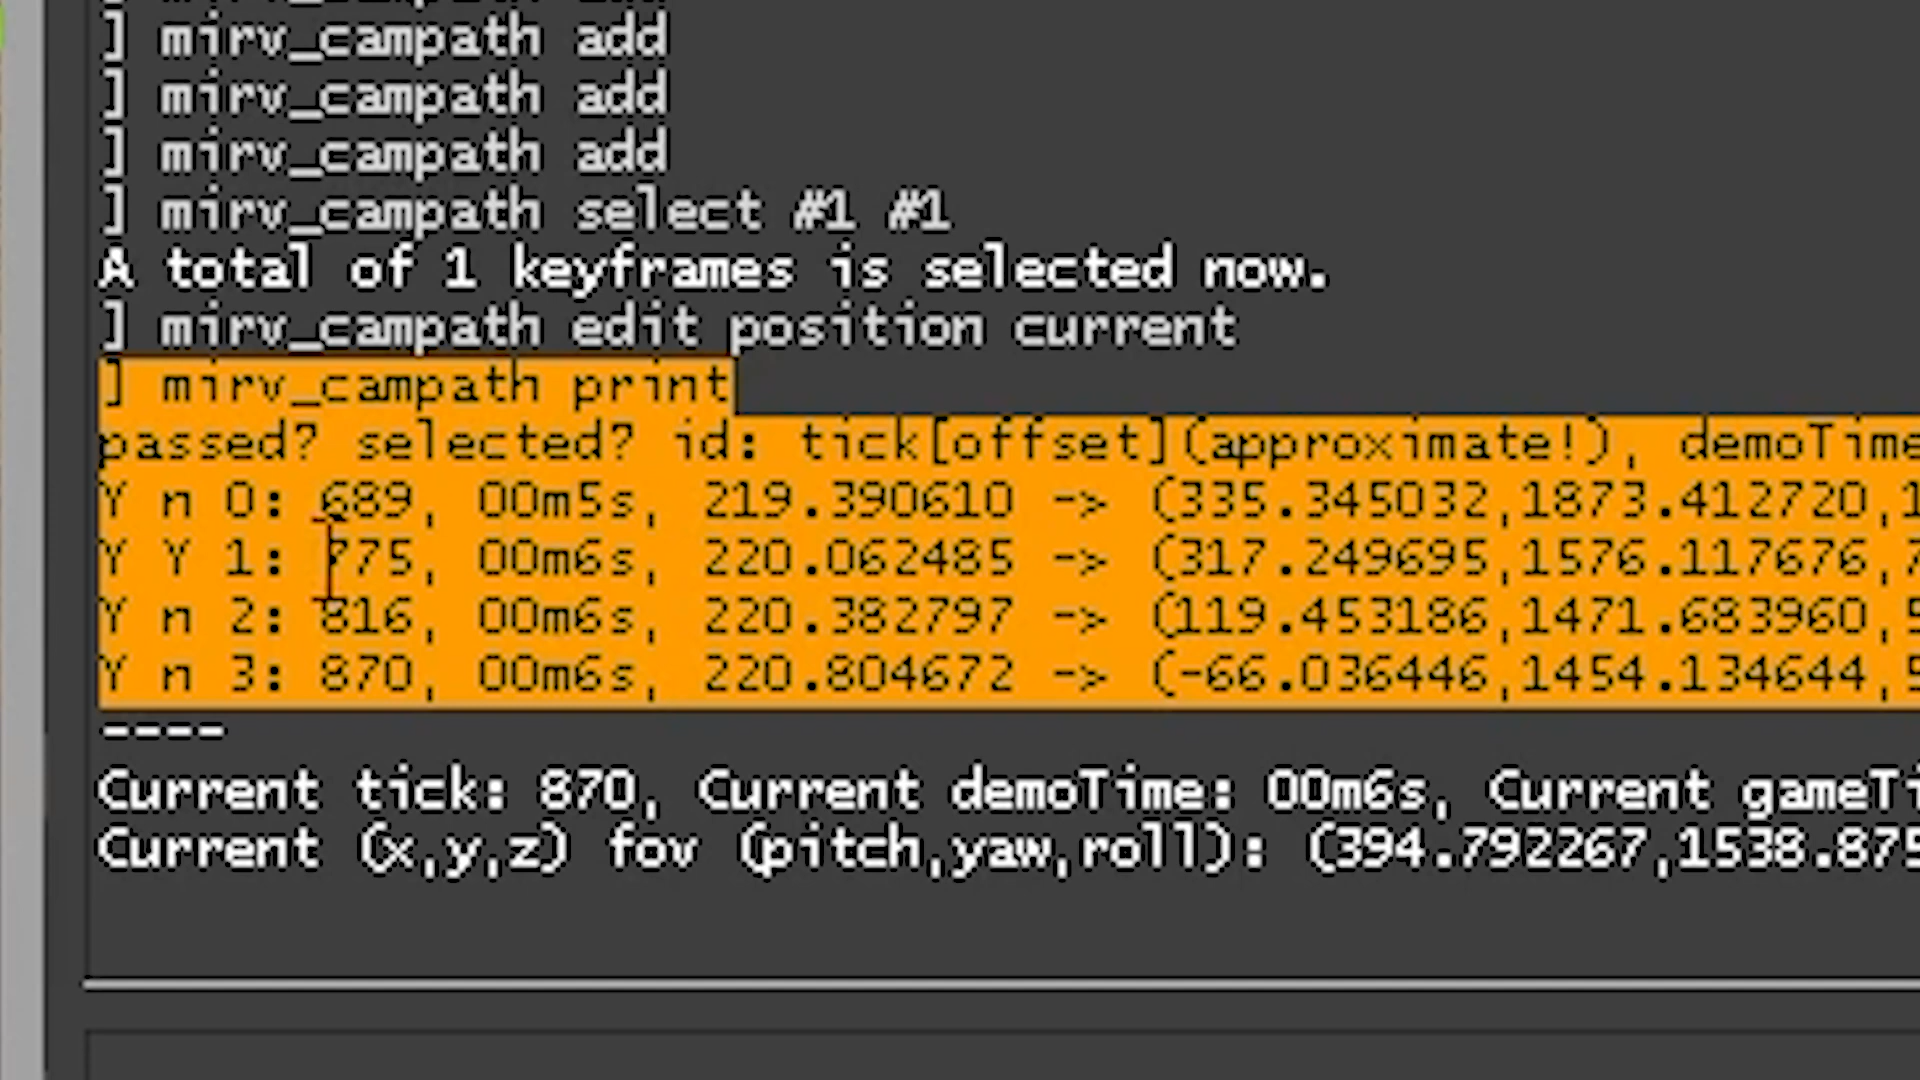 ] mirv_campath add
] mirv_campath add
] mirv_campath add
] mirv_campath select #1 #1
A total of 1 keyframes is selected now.
] mirv_campath edit position current
] mirv_campath print
passed? selected? id: tick[offset](approximate!), demoTime
Y n 0: 689, 00m5s, 219.390610 -> (335.345032,1873.412720,1
Y Y 1: 775, 00m6s, 220.062485 -> (317.249695,1576.117676,7
Y n 2: 816, 00m6s, 220.382797 -> (119.453186,1471.683960,5
Y n 3: 870, 00m6s, 220.804672 -> (-66.036446,1454.134644,5
----
Current tick: 870, Current demoTime: 00m6s, Current gameTi
Current (x,y,z) fov (pitch,yaw,roll): (394.792267,1538.875